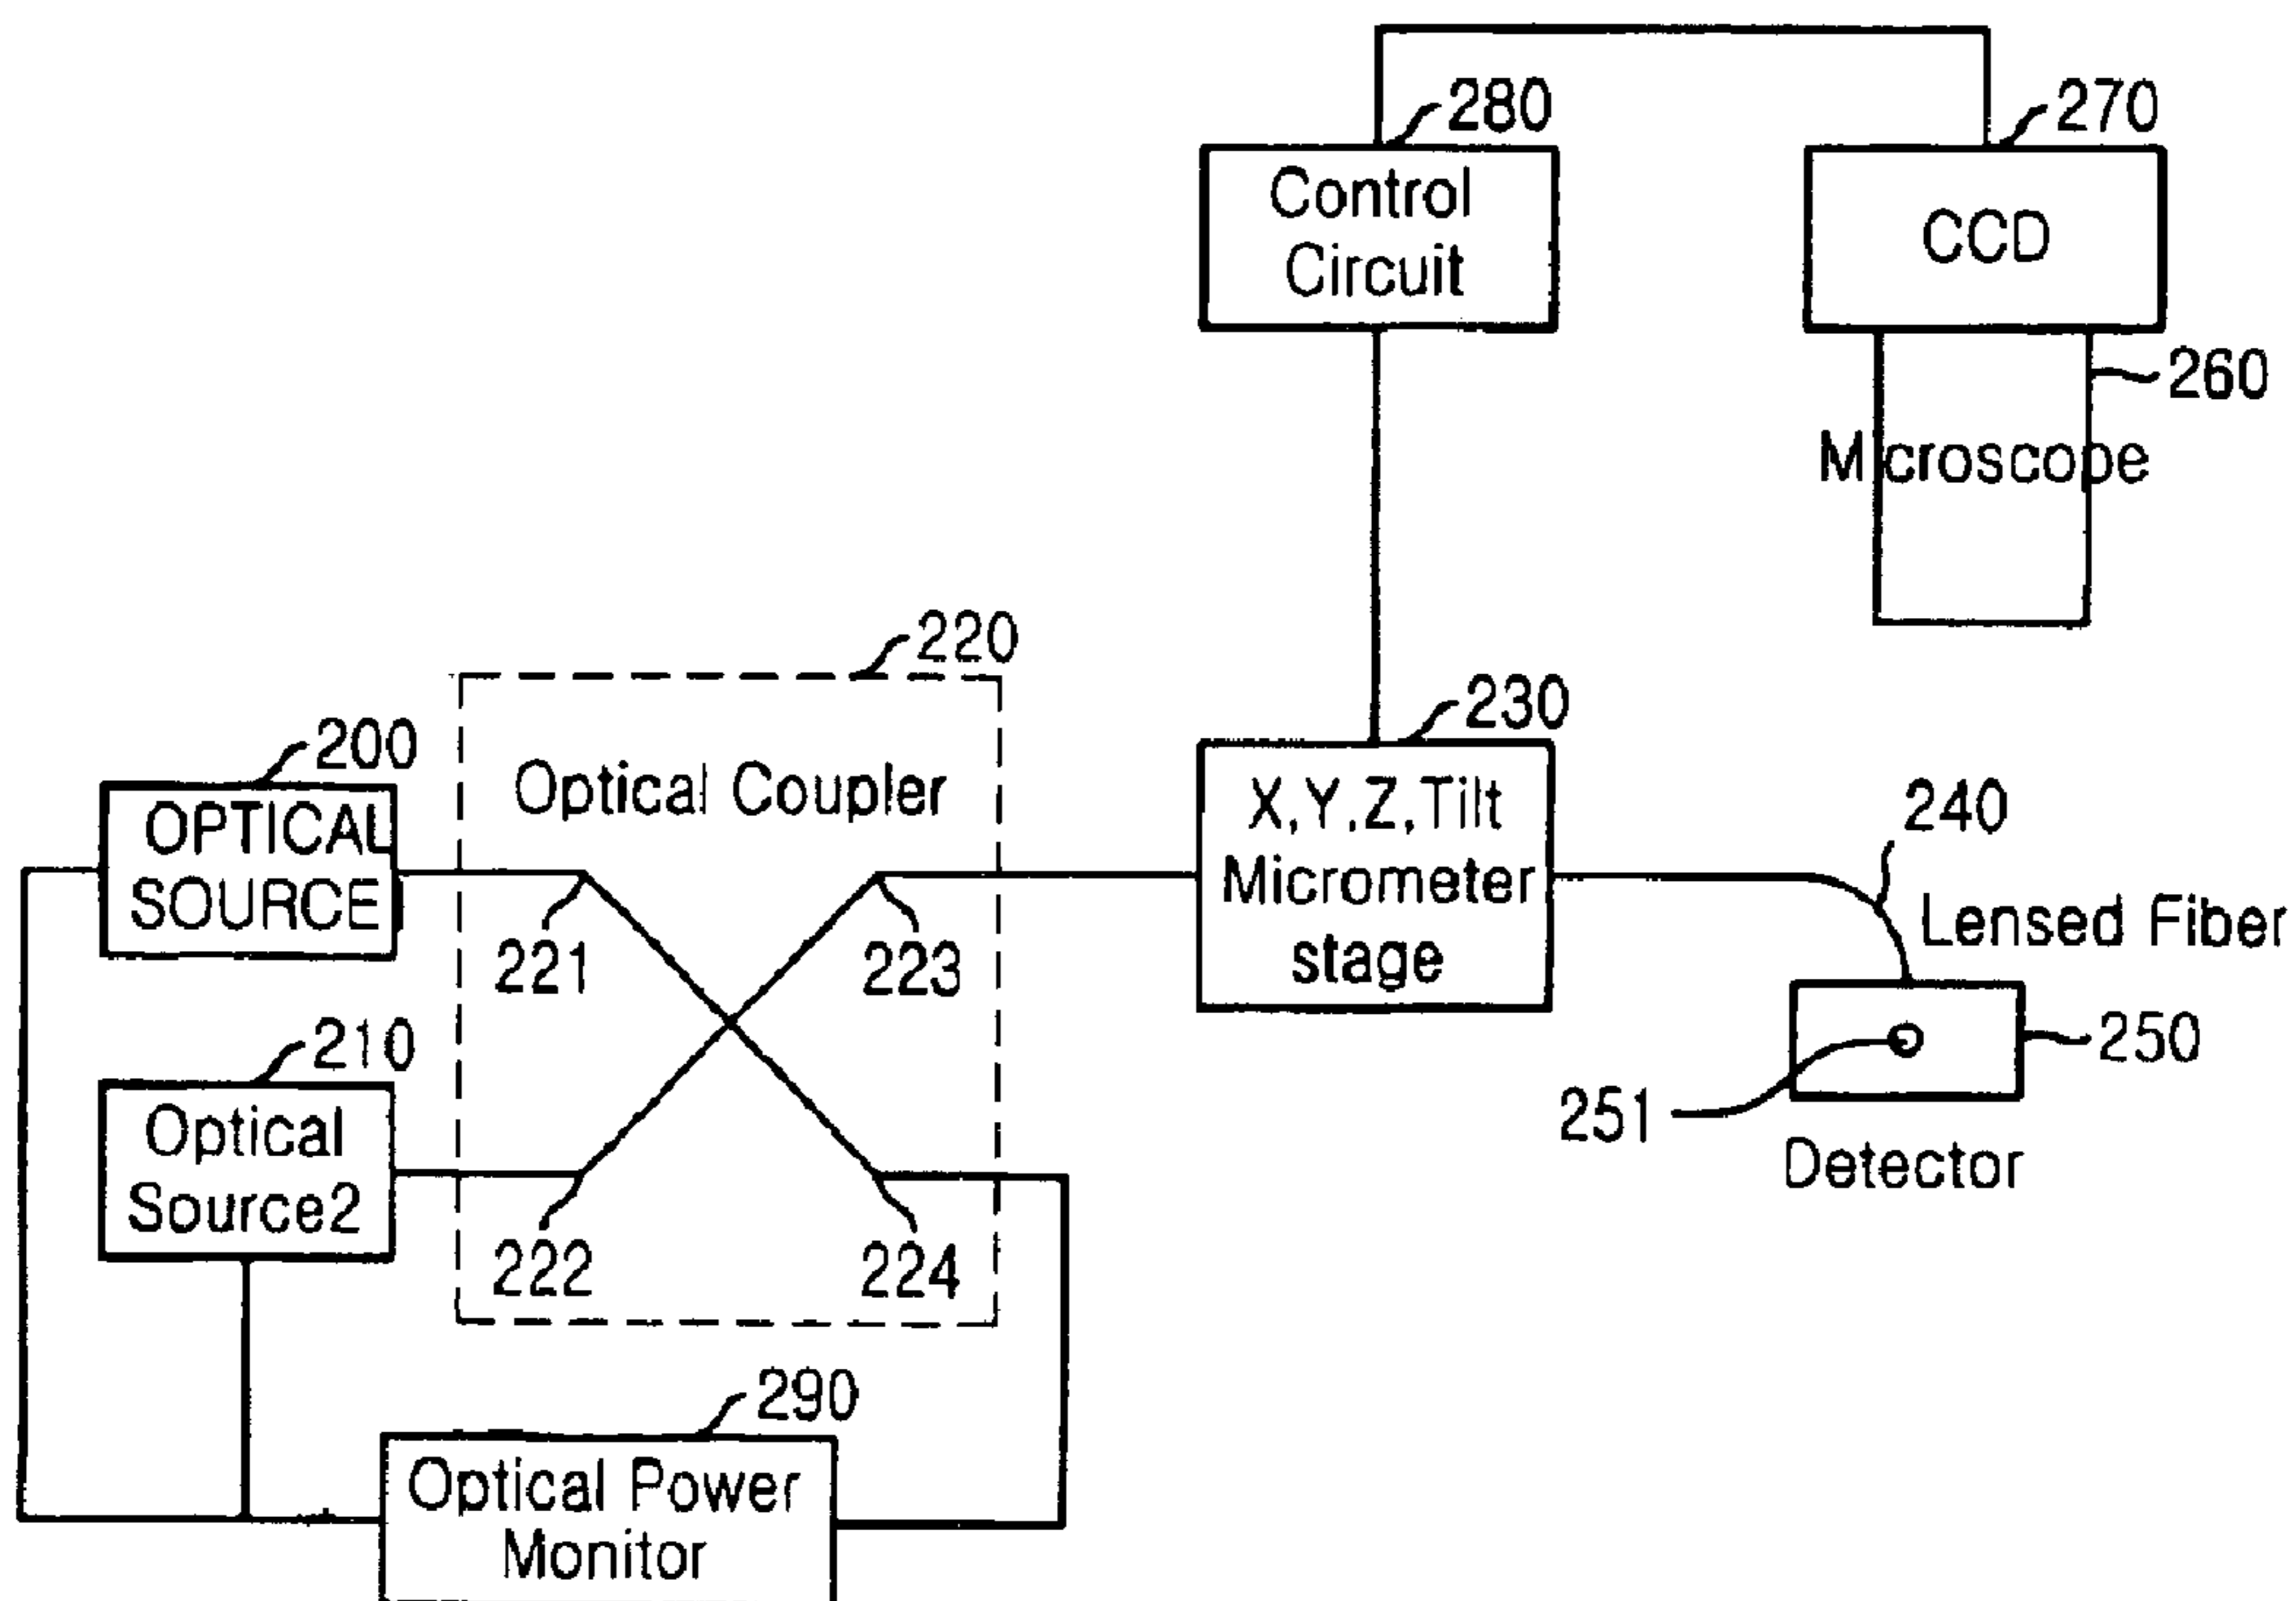 280
270
Control
Circuit
CCD
260
Microscope
220
230
200
Optical Coupler
X,Y,Z,Tilt
Micrometer
stage
240
OPTICAL
SOURCE1
Lensed Fiber
221
223
210
250
Optical
Source2
251
Detector
222
224
290
Optical Power
Monitor